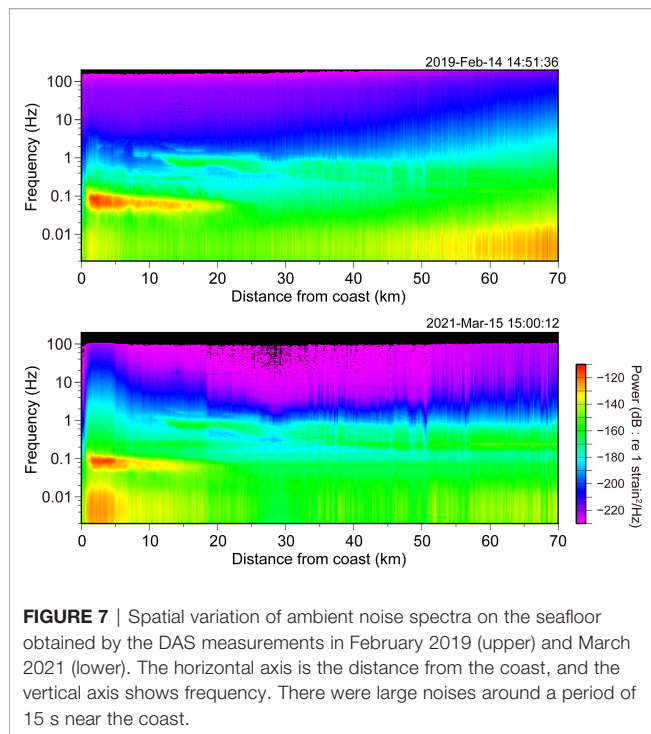 2019-Feb-14 14:51:36
100
10
1
0.1
0.01
Frequency (Hz)
0 10 20 30 40 50 60 70
Distance from coast (km)
2021-Mar-15 15:00:12
100
10
1
0.1
0.01
Frequency (Hz)
0 10 20 30 40 50 60 70
Distance from coast (km)
−120
−140
−160
−180
−200
−220
Power (dB : re 1 strain²/Hz)
FIGURE 7 | Spatial variation of ambient noise spectra on the seafloor
obtained by the DAS measurements in February 2019 (upper) and March
2021 (lower). The horizontal axis is the distance from the coast, and the
vertical axis shows frequency. There were large noises around a period of
15 s near the coast.